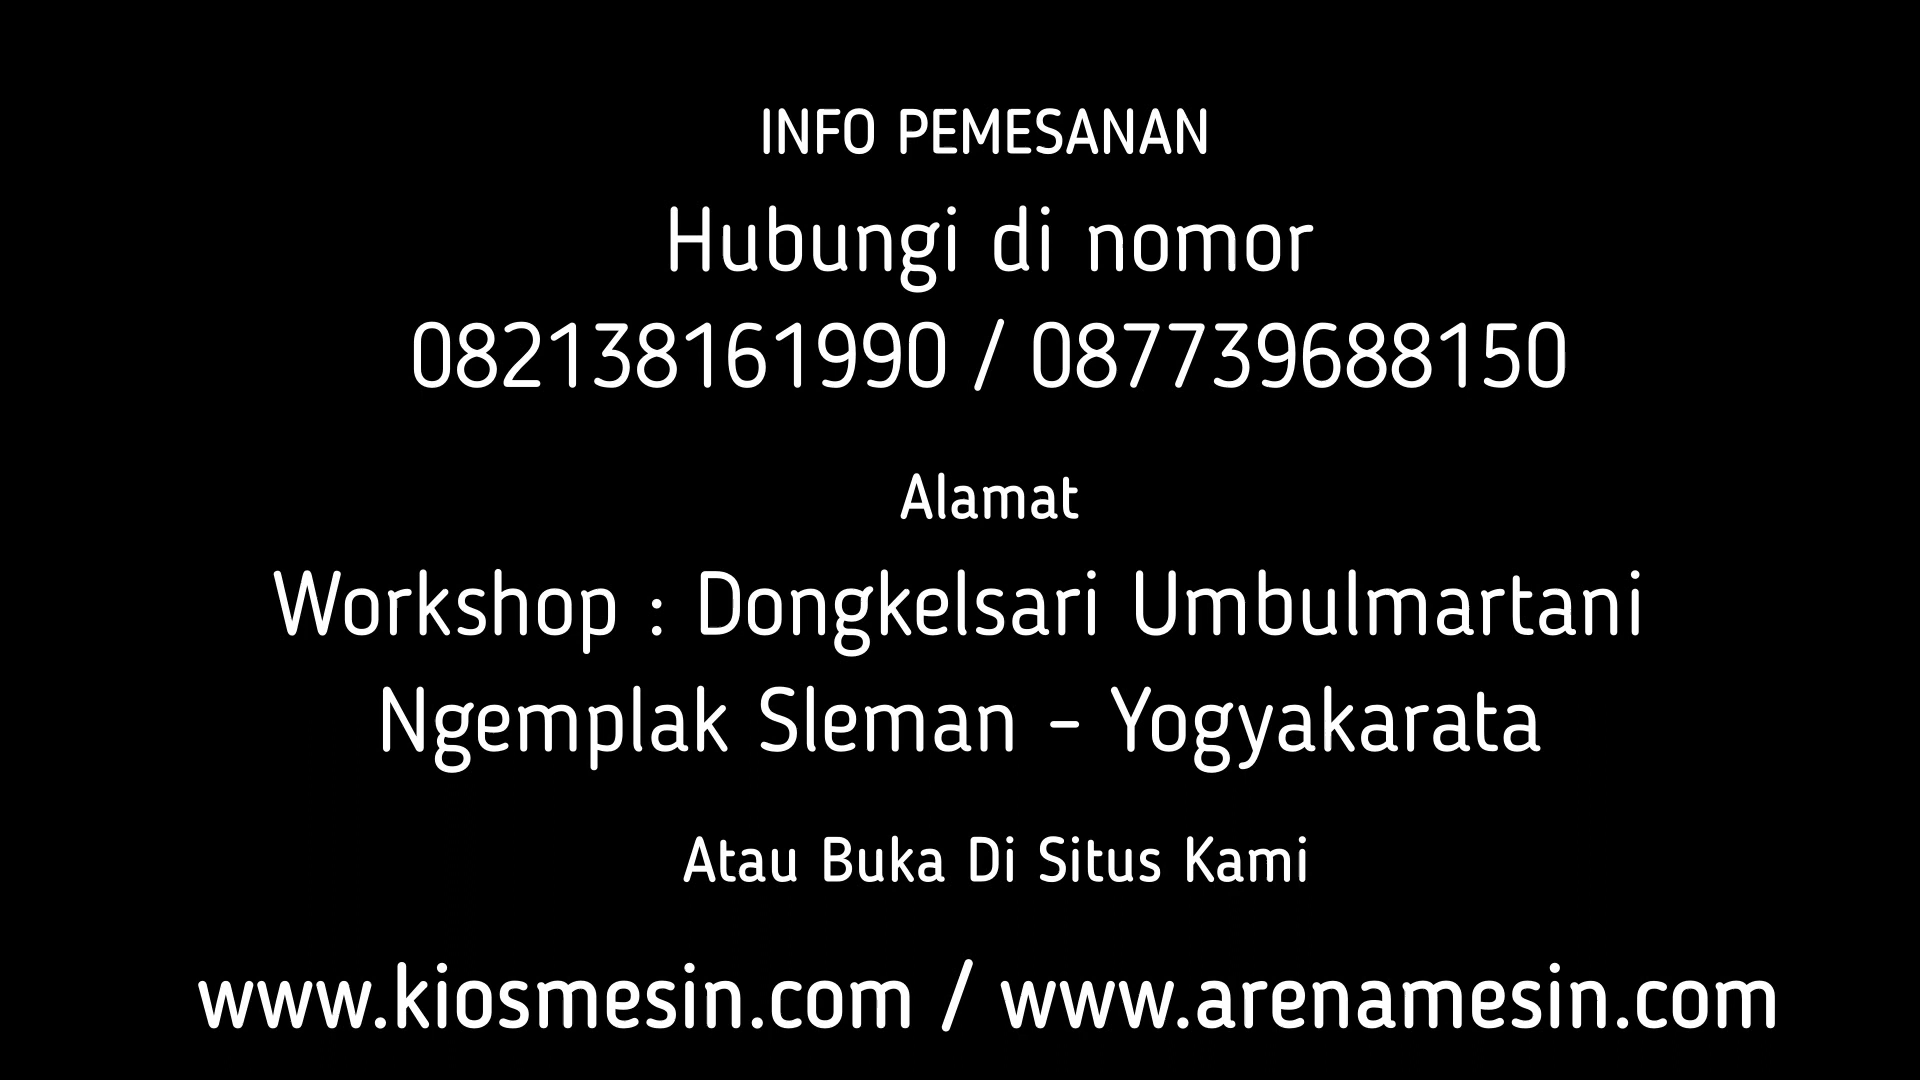 INFO PEMESANAN
Hubungi di nomor
082138161990 / 087739688150
Alamat
Workshop : Dongkelsari Umbulmartani
Ngemplak Sleman - Yogyakarata
Atau Buka Di Situs Kami
www.kiosmesin.com / www.arenamesin.com